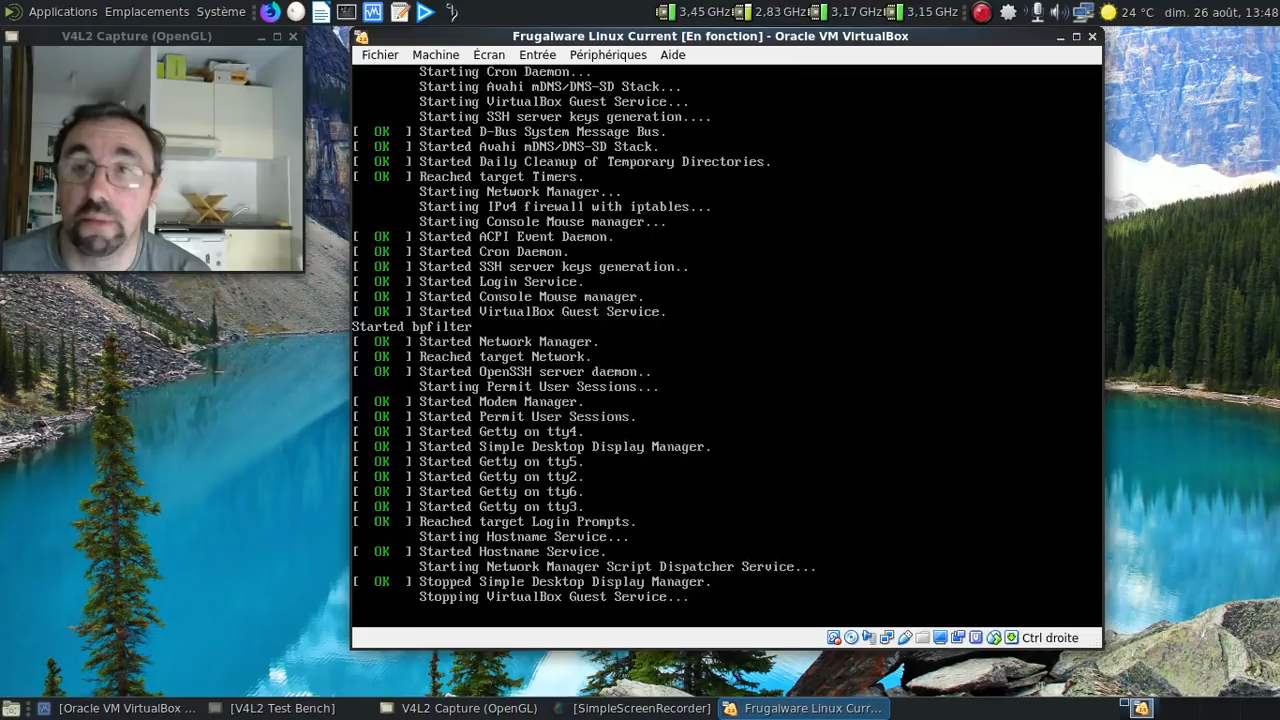 Applications Emplacements Système
3,45 GHz 2,83 GHz 3,17 GHz 3,15 GHz 24 °C dim. 26 août, 13:48
V4L2 Capture (OpenGL)
Frugalware Linux Current [En fonction] - Oracle VM VirtualBox
Fichier Machine Écran Entrée Périphériques Aide
Starting Cron Daemon...
Starting Avahi mDNS/DNS-SD Stack...
Starting VirtualBox Guest Service...
Starting SSH server keys generation....
[ OK ] Started D-Bus System Message Bus.
[ OK ] Started Avahi mDNS/DNS-SD Stack.
[ OK ] Started Daily Cleanup of Temporary Directories.
[ OK ] Reached target Timers.
Starting Network Manager...
Starting IPv4 firewall with iptables...
Starting Console Mouse manager...
[ OK ] Started ACPI Event Daemon.
[ OK ] Started Cron Daemon.
[ OK ] Started SSH server keys generation..
[ OK ] Started Login Service.
[ OK ] Started Console Mouse manager.
[ OK ] Started VirtualBox Guest Service.
Started bpfilter
[ OK ] Started Network Manager.
[ OK ] Reached target Network.
[ OK ] Started OpenSSH server daemon..
Starting Permit User Sessions...
[ OK ] Started Modem Manager.
[ OK ] Started Permit User Sessions.
[ OK ] Started Getty on tty4.
[ OK ] Started Simple Desktop Display Manager.
[ OK ] Started Getty on tty5.
[ OK ] Started Getty on tty2.
[ OK ] Started Getty on tty6.
[ OK ] Started Getty on tty3.
[ OK ] Reached target Login Prompts.
Starting Hostname Service...
[ OK ] Started Hostname Service.
Starting Network Manager Script Dispatcher Service...
[ OK ] Stopped Simple Desktop Display Manager.
Stopping VirtualBox Guest Service...
Ctrl droite
[Oracle VM VirtualBox ... [V4L2 Test Bench] V4L2 Capture (OpenGL) [SimpleScreenRecorder] Frugalware Linux Curr...